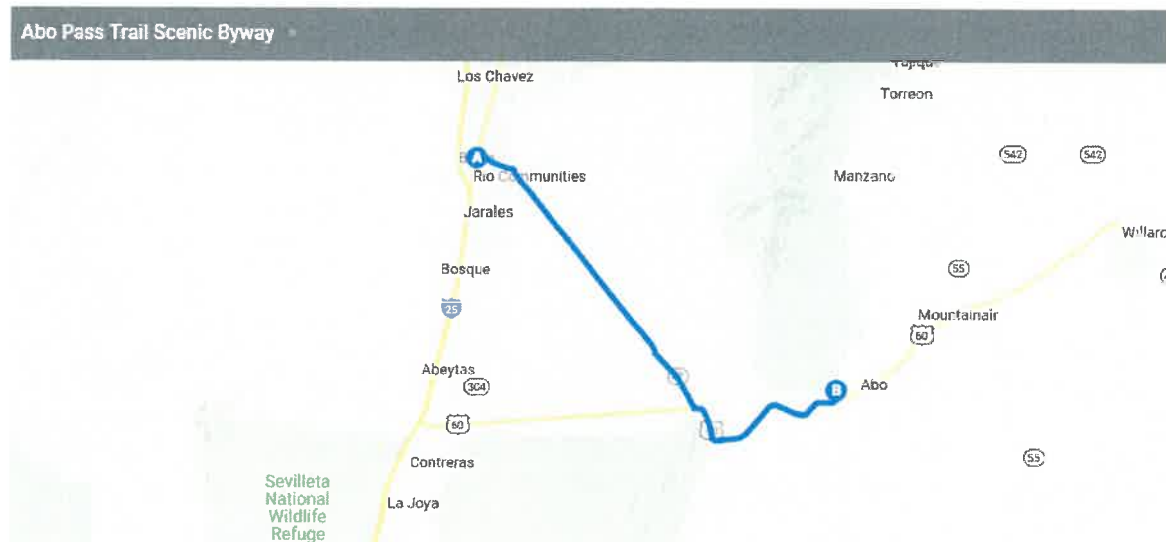 Abo Pass Trail Scenic Byway
Los Chavez
Torreon
A
542
542
Rio Communities
Manzano
Jarales
Willard
Bosque
55
25
Mountainair
60
Abeytas
304
B
Abo
60
Contreras
55
Sevilleta
National
Wildlife
Refuge
La Joya